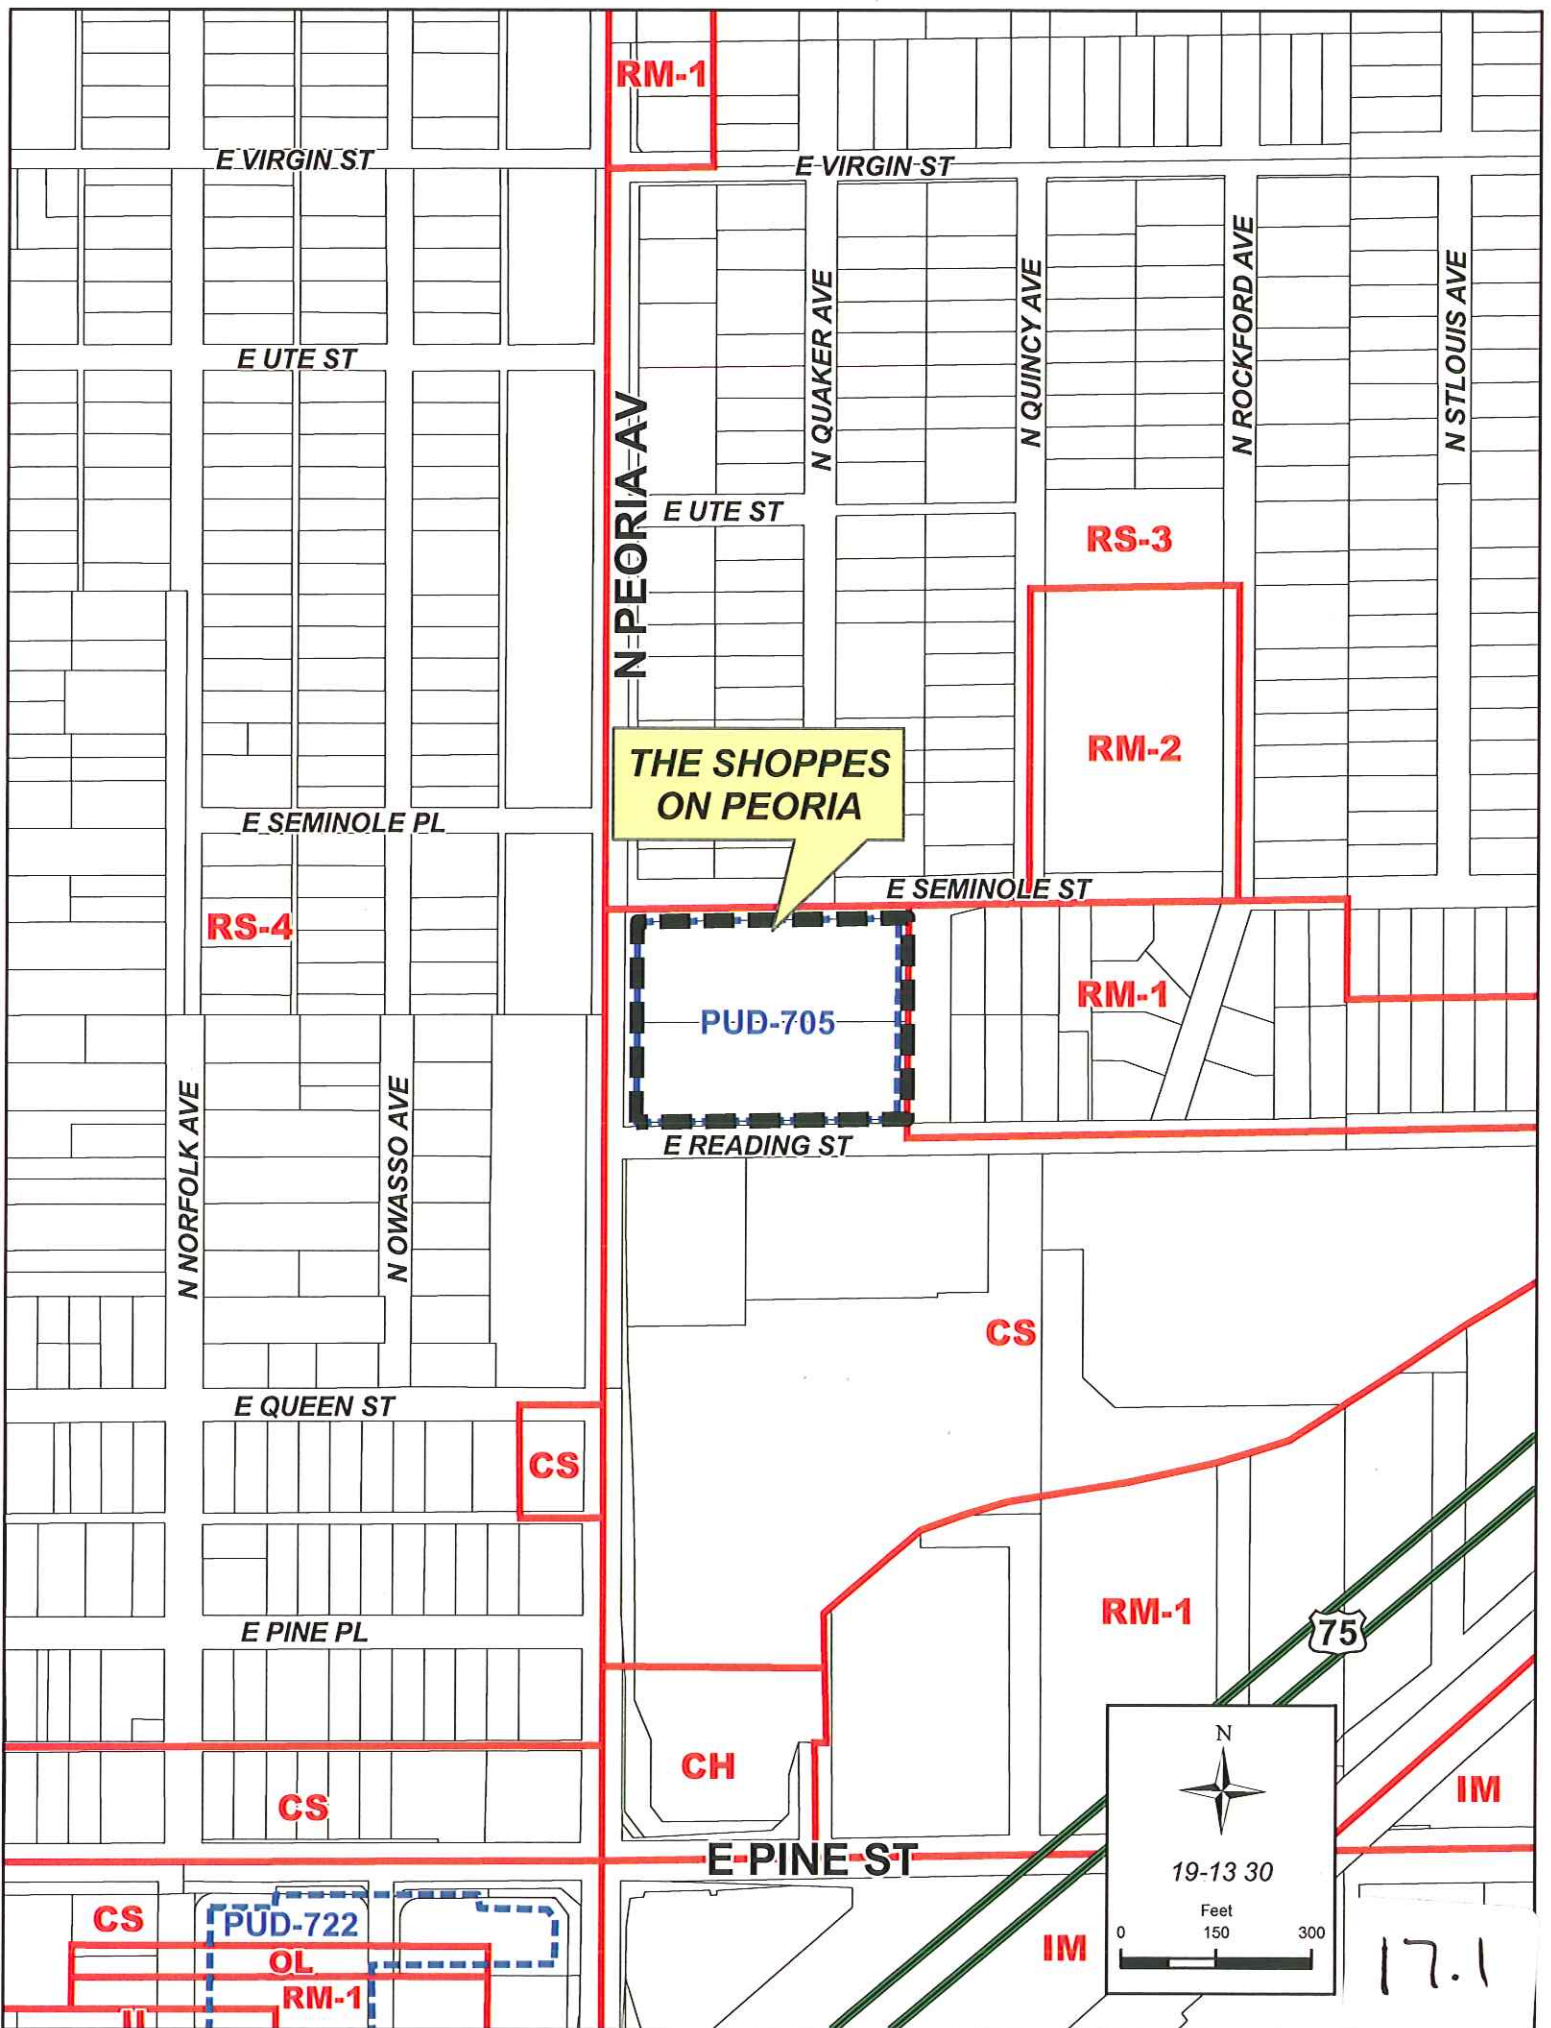 RM-1
E VIRGIN ST
E VIRGIN ST
N QUAKER AVE
N QUINCY AVE
N ROCKFORD AVE
N STLOUIS AVE
E UTE ST
N PEORIA AV
E UTE ST
RS-3
RM-2
THE SHOPPES
ON PEORIA
E SEMINOLE PL
E SEMINOLE ST
RS-4
RM-1
PUD-705
E READING ST
N NORFOLK AVE
N OWASSO AVE
CS
E QUEEN ST
CS
RM-1
E PINE PL
75
CH
IM
CS
E PINE ST
N
19-13 30
Feet
0 150 300
CS
PUD-722
OL
RM-1
IM
17.1